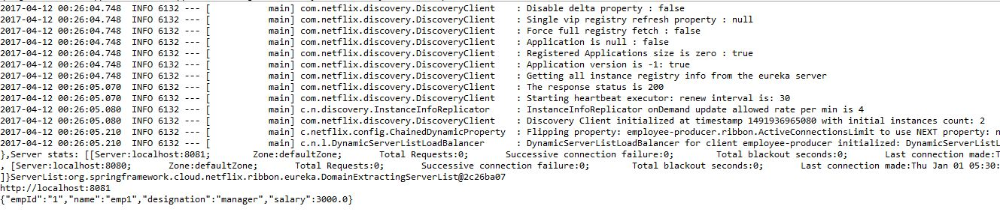 2017-04-12 00:26:04.748  INFO 6132 --- [           main] com.netflix.discovery.DiscoveryClient    : Disable delta property : false
2017-04-12 00:26:04.748  INFO 6132 --- [           main] com.netflix.discovery.DiscoveryClient    : Single vip registry refresh property : null
2017-04-12 00:26:04.748  INFO 6132 --- [           main] com.netflix.discovery.DiscoveryClient    : Force full registry fetch : false
2017-04-12 00:26:04.748  INFO 6132 --- [           main] com.netflix.discovery.DiscoveryClient    : Application is null : false
2017-04-12 00:26:04.748  INFO 6132 --- [           main] com.netflix.discovery.DiscoveryClient    : Registered Applications size is zero : true
2017-04-12 00:26:04.748  INFO 6132 --- [           main] com.netflix.discovery.DiscoveryClient    : Application version is -1: true
2017-04-12 00:26:04.748  INFO 6132 --- [           main] com.netflix.discovery.DiscoveryClient    : Getting all instance registry info from the eureka server
2017-04-12 00:26:05.070  INFO 6132 --- [           main] com.netflix.discovery.DiscoveryClient    : The response status is 200
2017-04-12 00:26:05.070  INFO 6132 --- [           main] com.netflix.discovery.DiscoveryClient    : Starting heartbeat executor: renew interval is: 30
2017-04-12 00:26:05.080  INFO 6132 --- [           main] c.n.discovery.InstanceInfoReplicator     : InstanceInfoReplicator onDemand update allowed rate per min is 4
2017-04-12 00:26:05.080  INFO 6132 --- [           main] com.netflix.discovery.DiscoveryClient    : Discovery Client initialized at timestamp 1491936965080 with initial instances count: 2
2017-04-12 00:26:05.210  INFO 6132 --- [           main] c.netflix.config.ChainedDynamicProperty  : Flipping property: employee-producer.ribbon.ActiveConnectionsLimit to use NEXT property: n
2017-04-12 00:26:05.210  INFO 6132 --- [           main] c.n.l.DynamicServerListLoadBalancer      : DynamicServerListLoadBalancer for client employee-producer initialized: DynamicServerListL
},Server stats: [[Server:localhost:8081;	Zone:defaultZone;	Total Requests:0;	Successive connection failure:0;	Total blackout seconds:0;	Last connection made:T
, [Server:localhost:8080;	Zone:defaultZone;	Total Requests:0;	Successive connection failure:0;	Total blackout seconds:0;	Last connection made:Thu Jan 01 05:30:
]}ServerList:org.springframework.cloud.netflix.ribbon.eureka.DomainExtractingServerList@2c26ba07
http://localhost:8081
{"empId":"1","name":"emp1","designation":"manager","salary":3000.0}